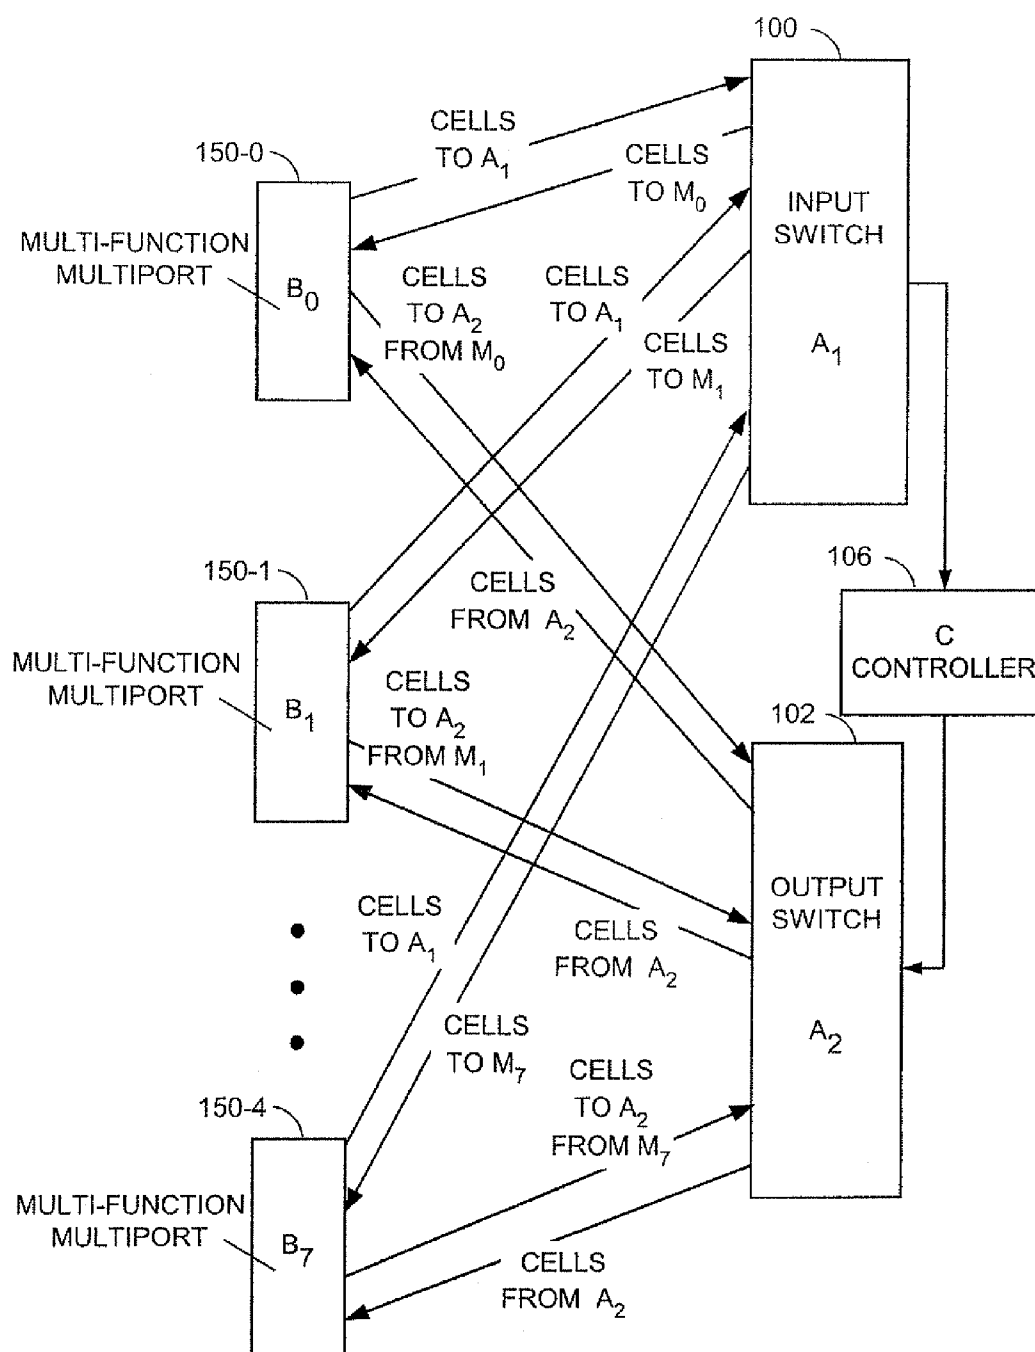 100
CELLS
TO A₁
150-0
CELLS
TO M₀
INPUT
SWITCH
A₁
MULTI-FUNCTION
MULTIPORT
B₀
CELLS
TO A₂
FROM M₀
CELLS
TO A₁
CELLS
TO M₁
150-1
CELLS
FROM A₂
106
C
CONTROLLER
MULTI-FUNCTION
MULTIPORT
B₁
CELLS
TO A₂
FROM M₁
102
OUTPUT
SWITCH
A₂
CELLS
TO A₁
CELLS
FROM A₂
CELLS
TO M₇
CELLS
TO A₂
FROM M₇
150-4
MULTI-FUNCTION
MULTIPORT
B₇
CELLS
FROM A₂